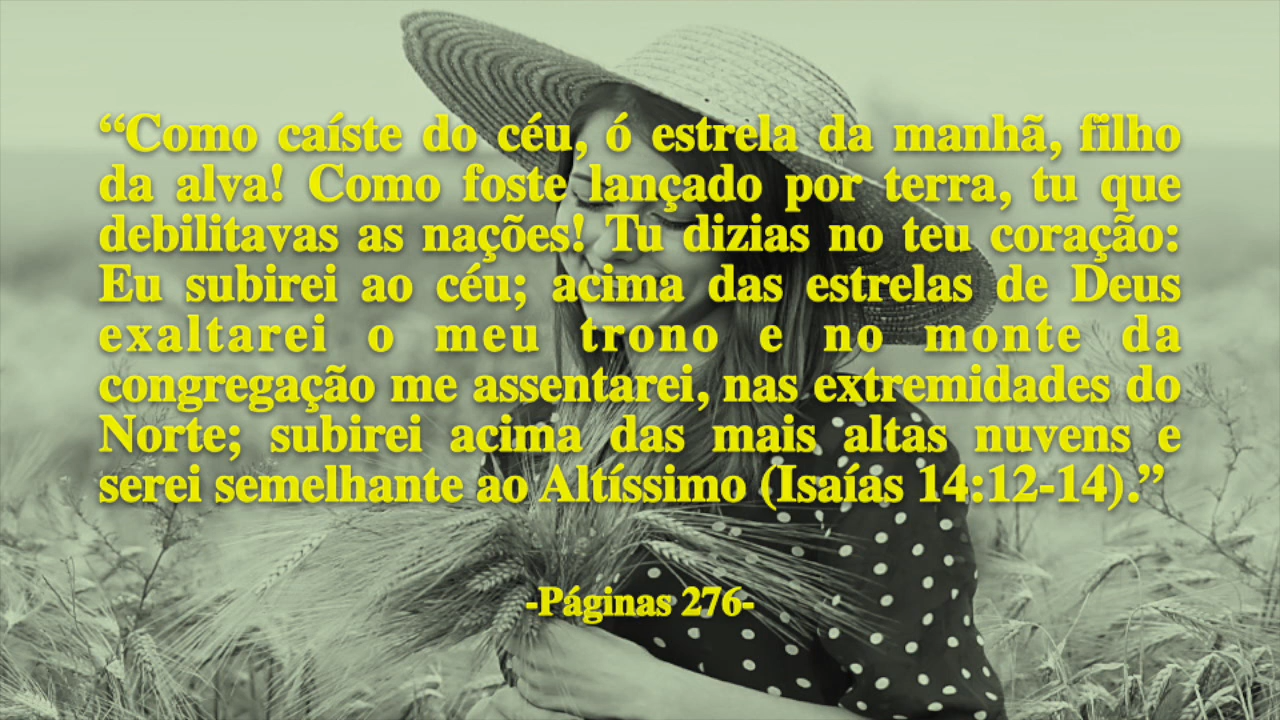 “Como caíste do céu, ó estrela da manhã, filho
da alva! Como foste lançado por terra, tu que
debilitavas as nações! Tu dizias no teu coração:
Eu subirei ao céu; acima das estrelas de Deus
exaltarei o meu trono e no monte da
congregação me assentarei, nas extremidades do
Norte; subirei acima das mais altas nuvens e
serei semelhante ao Altíssimo (Isaías 14:12-14).”
-Páginas 276-